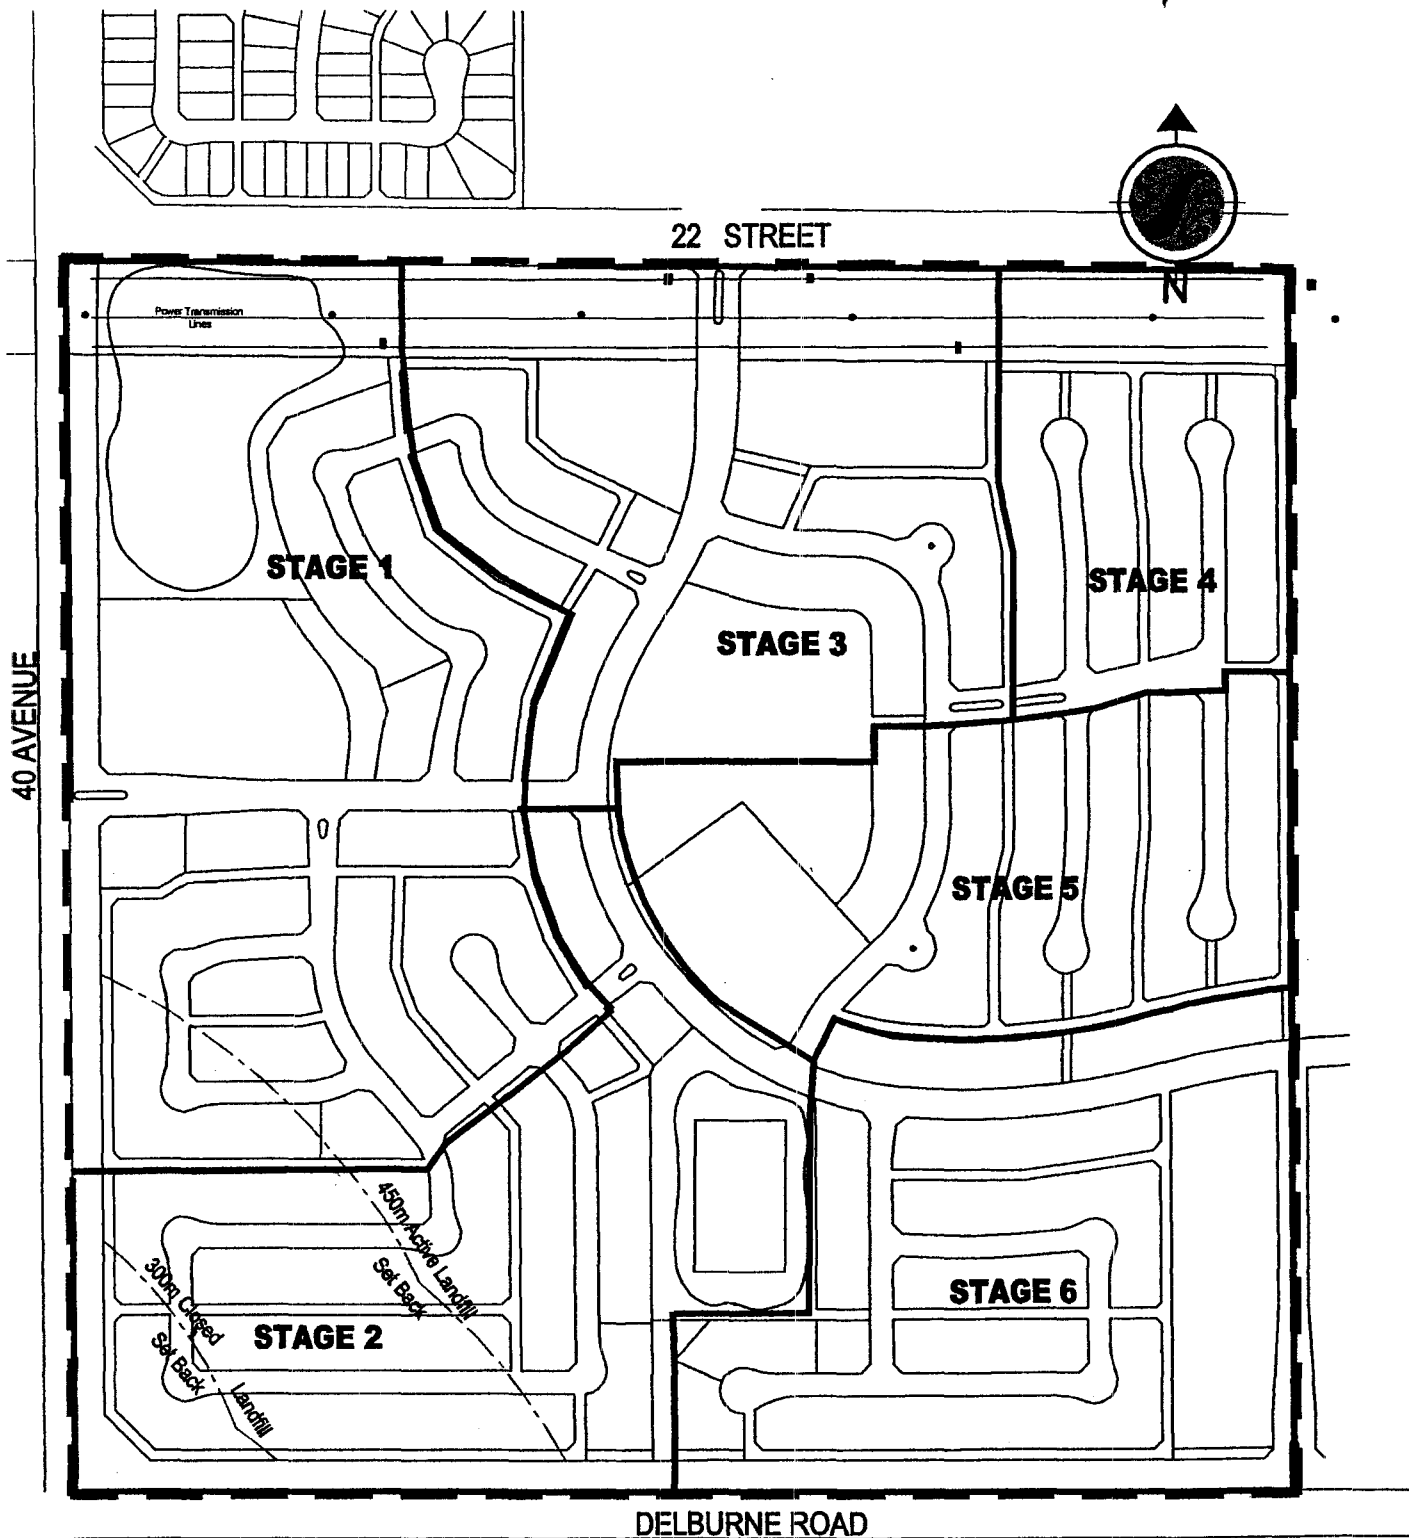 22 STREET
N
Power Transmission
Lines
STAGE 1
STAGE 4
STAGE 3
40 AVENUE
STAGE 5
450m Active Landfill
Set Back
300m Closed
Landfill
Set Back
STAGE 6
STAGE 2
DELBURNE ROAD